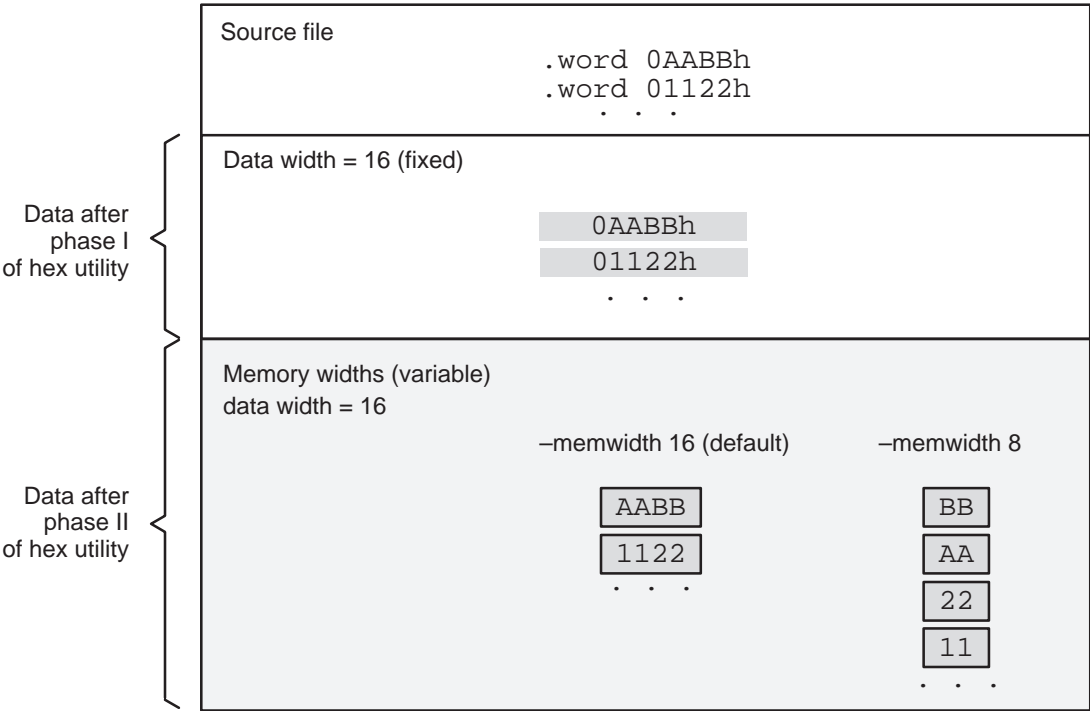 Source file
.word 0AABBh
.word 01122h
. . .
Data after
phase I
of hex utility
Data width = 16 (fixed)
0AABBh
01122h
. . .
Data after
phase II
of hex utility
Memory widths (variable)
data width = 16
–memwidth 16 (default)
AABB
1122
. . .
–memwidth 8
BB
AA
22
11
. . .